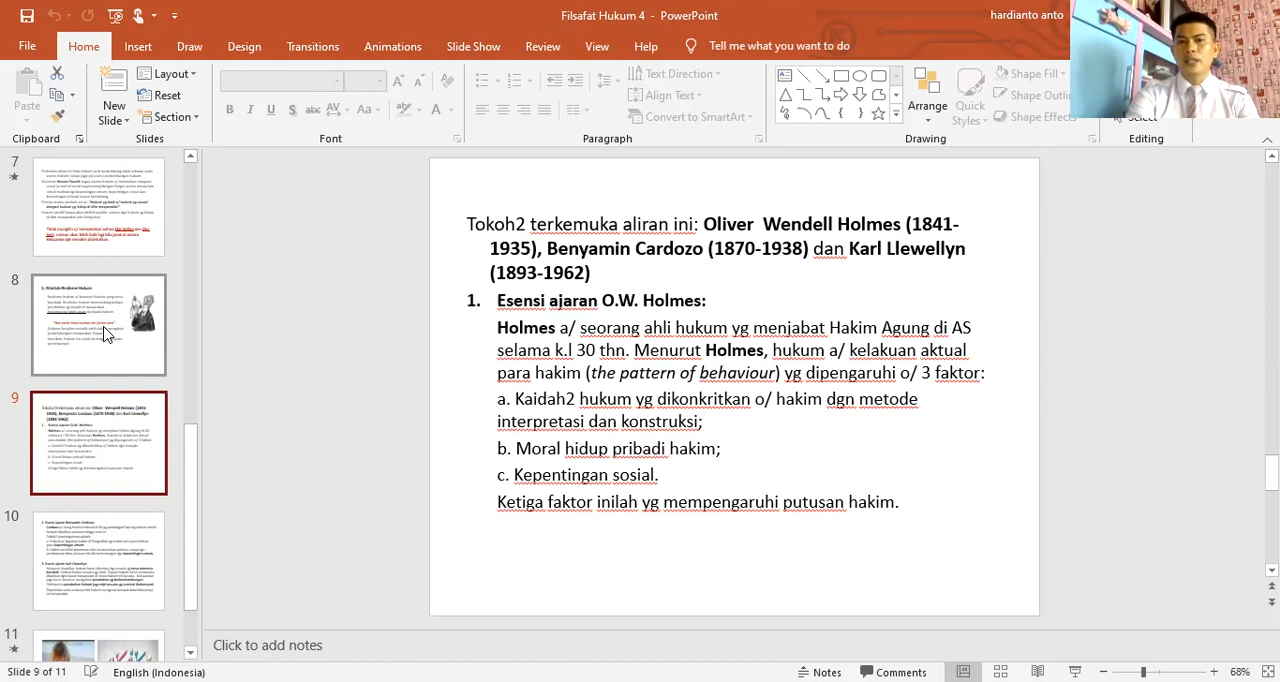 Filsafat Hukum 4 - PowerPoint
hardianto anto
File Home Insert Draw Design Transitions Animations Slide Show Review View Help Tell me what you want to do
Paste
New
Slide
Layout
Reset
Section
B I U S abc AV Aa A
Text Direction
Align Text
Convert to SmartArt
Arrange
Quick
Styles
Shape Fill
Shape Outli
Shape Effects
Select
Clipboard Slides Font Paragraph Drawing Editing
7
8
9
10
11
Tokoh2 terkemuka aliran ini: Oliver Wendell Holmes (1841-
1935), Benyamin Cardozo (1870-1938) dan Karl Llewellyn
(1893-1962)
1. Esensi ajaran O.W. Holmes:
Holmes a/ seorang ahli hukum yg menjabat Hakim Agung di AS
selama k.l 30 thn. Menurut Holmes, hukum a/ kelakuan aktual
para hakim (the pattern of behaviour) yg dipengaruhi o/ 3 faktor:
a. Kaidah2 hukum yg dikonkritkan o/ hakim dgn metode
interpretasi dan konstruksi;
b. Moral hidup pribadi hakim;
c. Kepentingan sosial.
Ketiga faktor inilah yg mempengaruhi putusan hakim.
Click to add notes
Slide 9 of 11 English (Indonesia) Notes Comments 68%